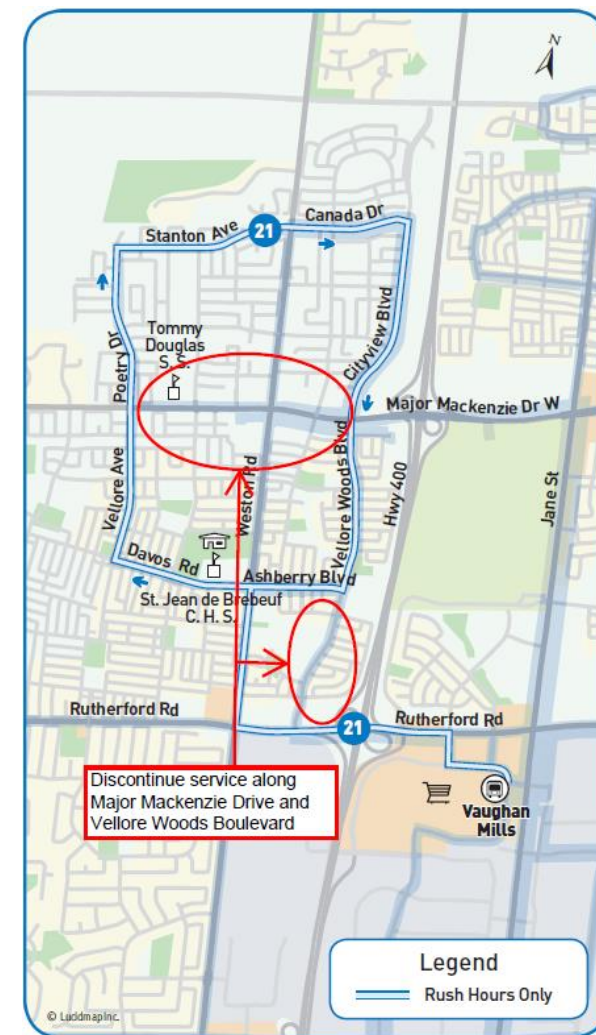 N
Canada Dr
Stanton Ave
21
Cityview Blvd
Tommy
Douglas
S. S.
Poetry Dr
Major Mackenzie Dr W
Vellore Ave
Weston Rd
Vellore Woods Blvd
Hwy 400
Jane St
Davos Rd
Ashberry Blvd
St. Jean de Brebeuf
C. H. S.
Rutherford Rd
21
Rutherford Rd
Discontinue service along
Major Mackenzie Drive and
Vellore Woods Boulevard
Vaughan
Mills
Legend
Rush Hours Only
© Lucidmap Inc.